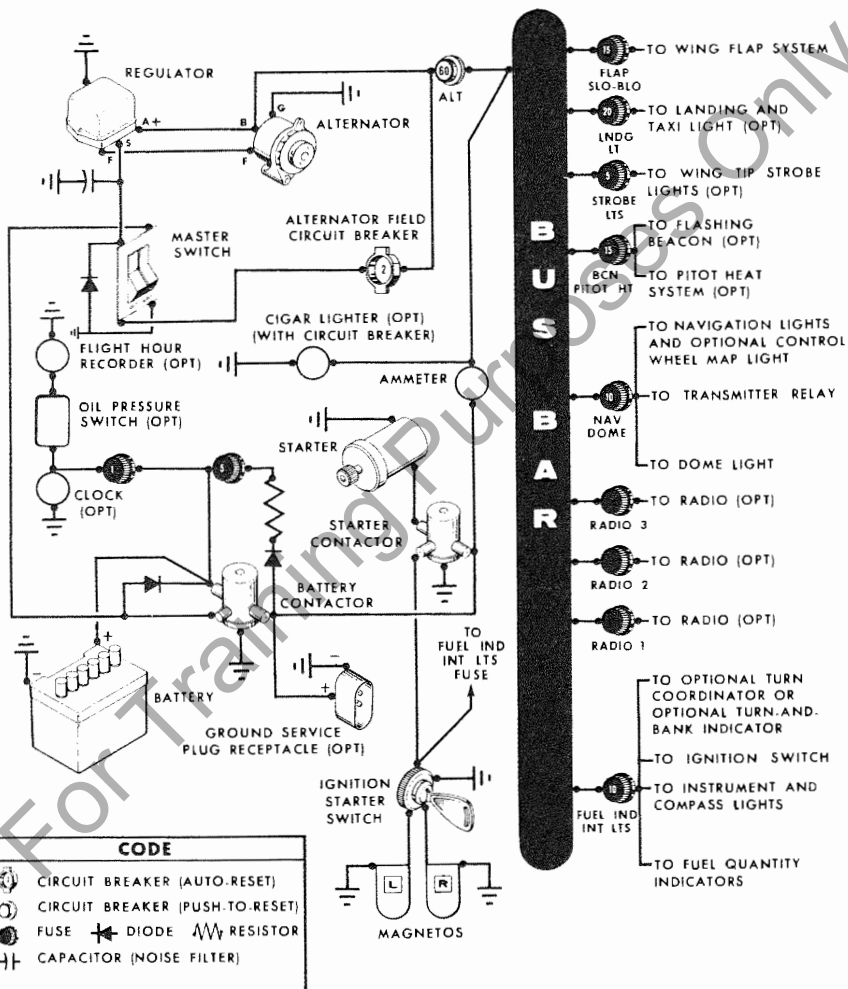 REGULATOR
A+
S
I
F
B
G
F
ALTERNATOR
60
ALT
MASTER
SWITCH
ALTERNATOR FIELD
CIRCUIT BREAKER
2
CIGAR LIGHTER (OPT)
(WITH CIRCUIT BREAKER)
AMMETER
FLIGHT HOUR
RECORDER (OPT)
OIL PRESSURE
SWITCH (OPT)
CLOCK
(OPT)
STARTER
STARTER
CONTACTOR
BATTERY
CONTACTOR
+
−
BATTERY
−
+
GROUND SERVICE
PLUG RECEPTACLE (OPT)
TO
FUEL IND
INT LTS
FUSE
IGNITION
STARTER
SWITCH
L
R
MAGNETOS
BUS BAR
15
FLAP
SLO-BLO
TO WING FLAP SYSTEM
20
LNDG
LT
TO LANDING AND
TAXI LIGHT (OPT)
5
STROBE
LTS
TO WING TIP STROBE
LIGHTS (OPT)
15
BCN
PITOT HT
TO FLASHING
BEACON (OPT)
TO PITOT HEAT
SYSTEM (OPT)
10
NAV
DOME
TO NAVIGATION LIGHTS
AND OPTIONAL CONTROL
WHEEL MAP LIGHT
TO TRANSMITTER RELAY
TO DOME LIGHT
RADIO 3
TO RADIO (OPT)
RADIO 2
TO RADIO (OPT)
RADIO 1
TO RADIO (OPT)
10
FUEL IND
INT LTS
TO OPTIONAL TURN
COORDINATOR OR
OPTIONAL TURN-AND-
BANK INDICATOR
TO IGNITION SWITCH
TO INSTRUMENT AND
COMPASS LIGHTS
TO FUEL QUANTITY
INDICATORS
CODE
CIRCUIT BREAKER (AUTO-RESET)
CIRCUIT BREAKER (PUSH-TO-RESET)
FUSE DIODE RESISTOR
CAPACITOR (NOISE FILTER)
For Training Purposes Only